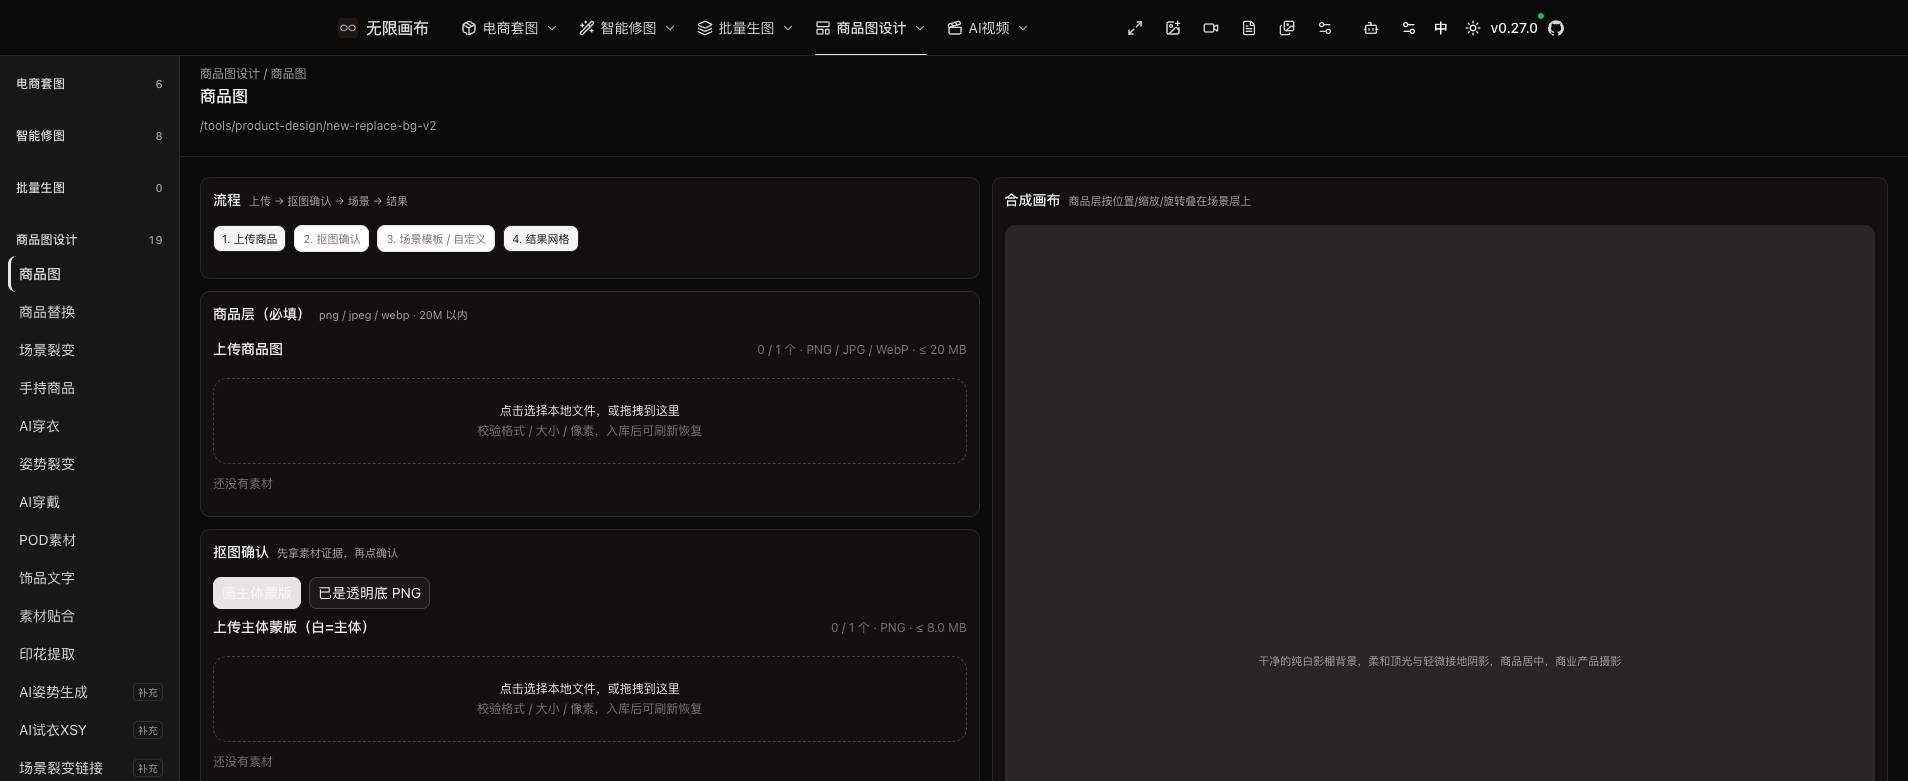 无限画布
电商套图
智能修图
批量生图
商品图设计
AI视频
中
v0.27.0
电商套图 6
智能修图 8
批量生图 0
商品图设计 19
商品图
商品替换
场景裂变
手持商品
AI穿衣
姿势裂变
AI穿戴
POD素材
饰品文字
素材贴合
印花提取
AI姿势生成 补充
AI试衣XSY 补充
场景裂变链接 补充
商品图设计 / 商品图
商品图
/tools/product-design/new-replace-bg-v2
流程 上传 → 抠图确认 → 场景 → 结果
1. 上传商品
2. 抠图确认
3. 场景模板 / 自定义
4. 结果网格
商品层（必填） png / jpeg / webp · 20M 以内
上传商品图 0 / 1 个 · PNG / JPG / WebP · ≤ 20 MB
点击选择本地文件，或拖拽到这里
校验格式 / 大小 / 像素，入库后可刷新恢复
还没有素材
抠图确认 先拿素材证据，再点确认
画主体蒙版 已是透明底 PNG
上传主体蒙版（白=主体） 0 / 1 个 · PNG · ≤ 8.0 MB
点击选择本地文件，或拖拽到这里
校验格式 / 大小 / 像素，入库后可刷新恢复
还没有素材
合成画布 商品层按位置/缩放/旋转叠在场景层上
干净的纯白影棚背景，柔和顶光与轻微接地阴影，商品居中，商业产品摄影